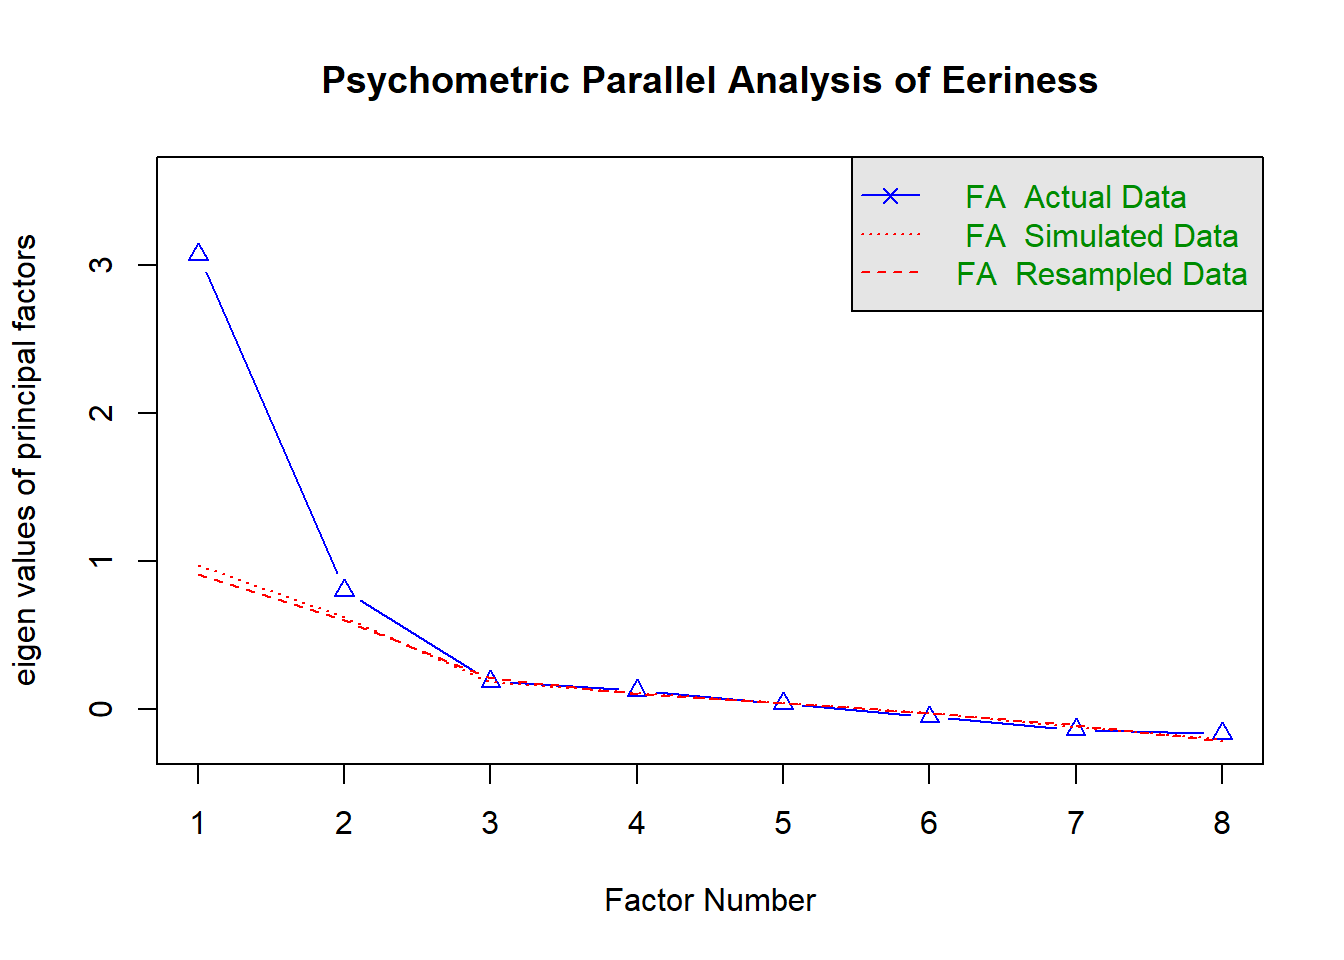 Psychometric Parallel Analysis of Eeriness
FA Actual Data
FA Simulated Data
FA Resampled Data
eigen values of principal factors
3
2
1
0
1 2 3 4 5 6 7 8
Factor Number